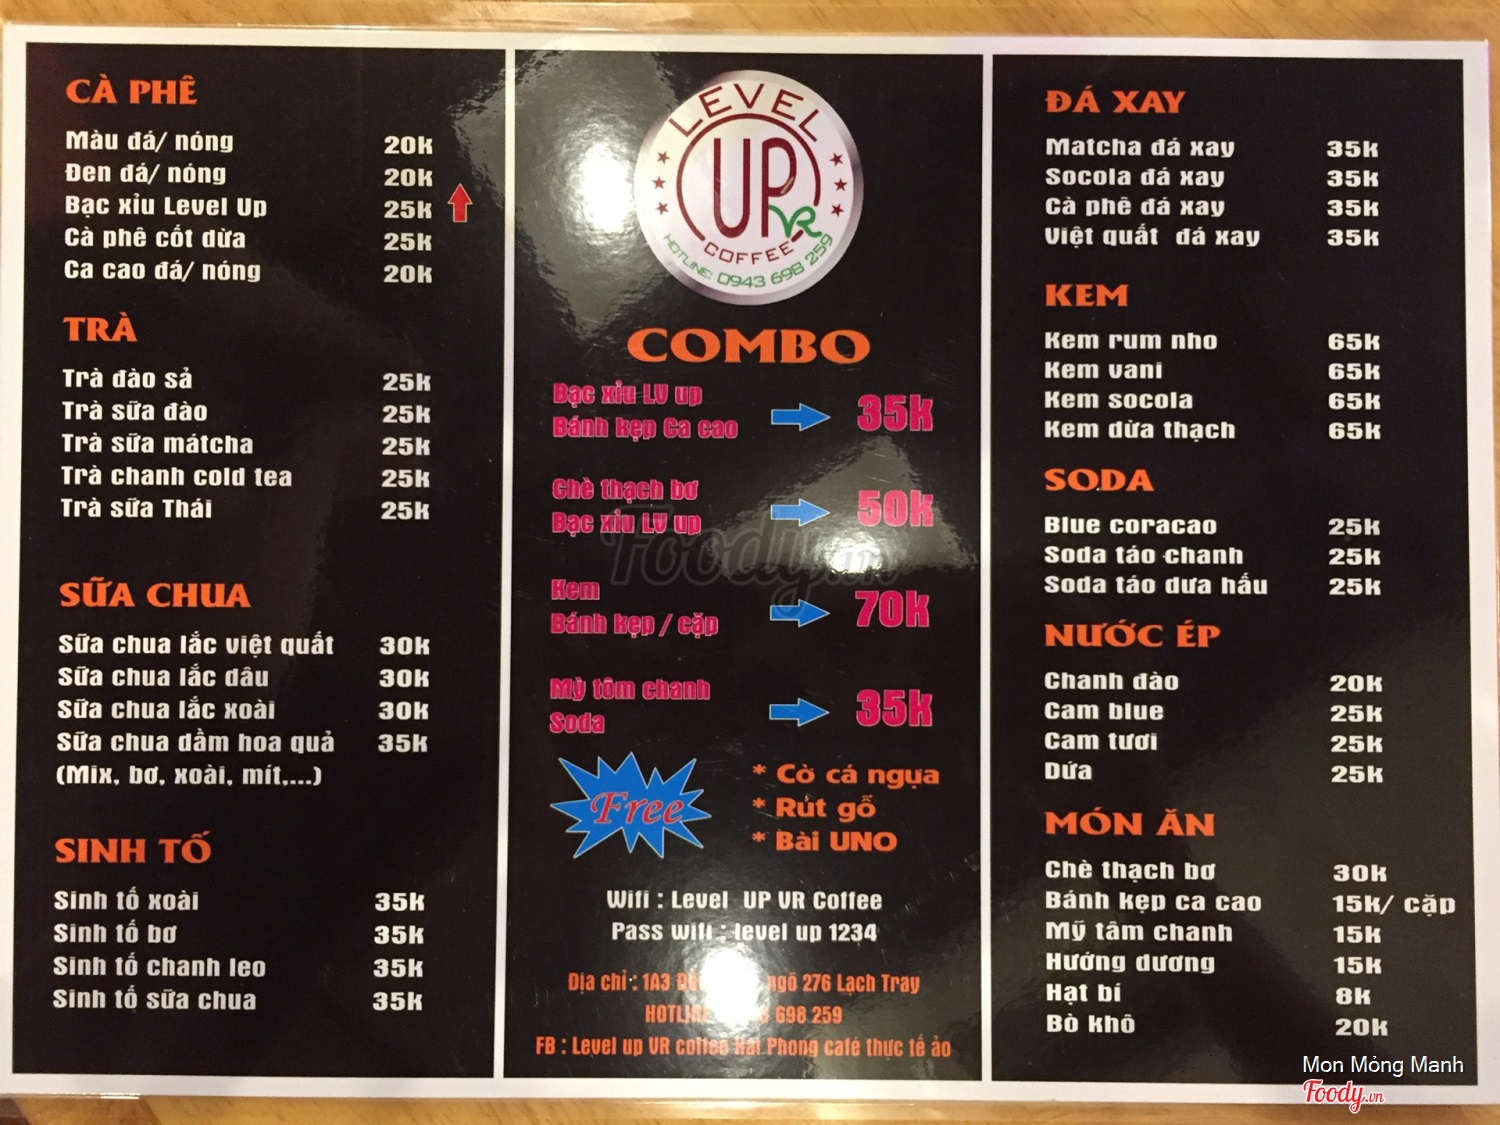 CÀ PHÊ
Màu đá/ nóng 20k
Đen đá/ nóng 20k
Bạc xỉu Level Up 25k
Cà phê cốt dừa 25k
Ca cao đá/ nóng 20k
TRÀ
Trà đào sả 25k
Trà sữa đào 25k
Trà sữa mátcha 25k
Trà chanh cold tea 25k
Trà sữa Thái 25k
SỮA CHUA
Sữa chua lắc việt quất 30k
Sữa chua lắc dâu 30k
Sữa chua lắc xoài 30k
Sữa chua dầm hoa quả 35k
(Mix, bơ, xoài, mít,...)
SINH TỐ
Sinh tố xoài 35k
Sinh tố bơ 35k
Sinh tố chanh leo 35k
Sinh tố sữa chua 35k
LEVEL
UP VR
COFFEE
HOTLINE: 0943 698 259
COMBO
Bạc xỉu LV up
Bánh kẹp Ca cao 35k
Chè thạch bơ
Bạc xỉu LV up 50k
Kem
Bánh kẹp / cặp 70k
Mỳ tôm chanh
Soda 35k
Free
* Cờ cá ngựa
* Rút gỗ
* Bài UNO
Wifi : Level UP VR Coffee
Pass wifi : level up 1234
Địa chỉ : 1A3 ngõ 276 Lạch Tray
698 259
FB : Level up VR coffee Hải Phong café thực tế ảo
ĐÁ XAY
Matcha đá xay 35k
Socola đá xay 35k
Cà phê đá xay 35k
Việt quất đá xay 35k
KEM
Kem rum nho 65k
Kem vani 65k
Kem socola 65k
Kem dừa thạch 65k
SODA
Blue coracao 25k
Soda táo chanh 25k
Soda táo dưa hấu 25k
NƯỚC ÉP
Chanh đào 20k
Cam blue 25k
Cam tươi 25k
Dứa 25k
MÓN ĂN
Chè thạch bơ 30k
Bánh kẹp ca cao 15k/ cặp
Mỹ tâm chanh 15k
Hướng dương 15k
Hạt bí 8k
Bò khô 20k
Foody.vn
Mon Mỏng Manh
Foody.vn